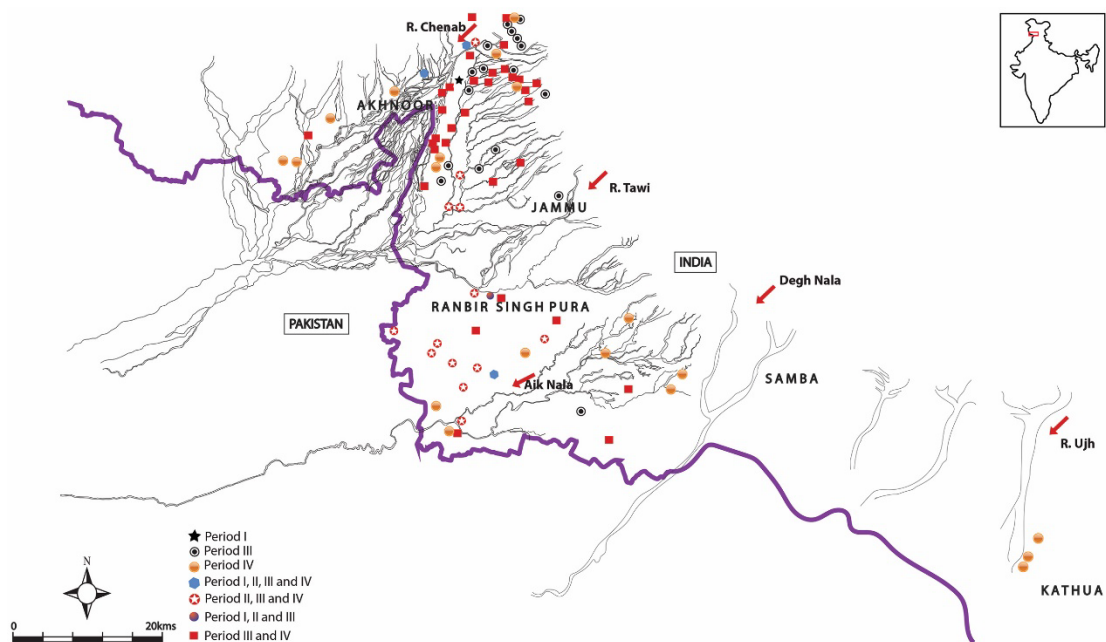 R. Chenab
AKHNOOR
R. Tawi
JAMMU
INDIA
Degh Nala
RANBIR SINGH PURA
PAKISTAN
SAMBA
Aik Nala
R. Ujh
KATHUA
Period I
Period III
Period IV
Period I, II, III and IV
Period II, III and IV
Period I, II and III
Period III and IV
N
0 20kms